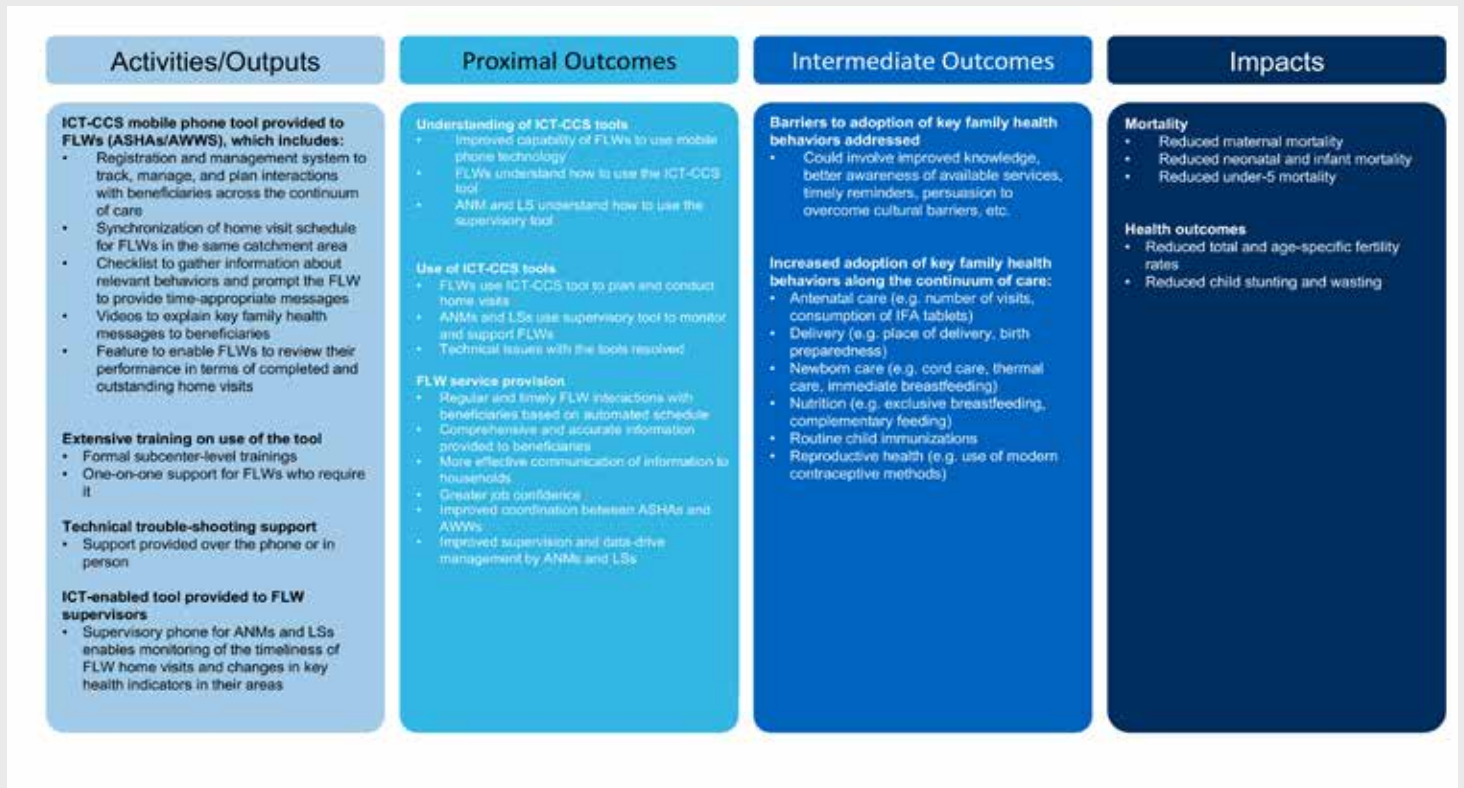 Activities/Outputs
Proximal Outcomes
Intermediate Outcomes
Impacts
ICT-CCS mobile phone tool provided to
FLWs (ASHAs/AWWS), which includes:
• Registration and management system to
track, manage, and plan interactions
with beneficiaries across the continuum
of care
• Synchronization of home visit schedule
for FLWs in the same catchment area
• Checklist to gather information about
relevant behaviors and prompt the FLW
to provide time-appropriate messages
• Videos to explain key family health
messages to beneficiaries
• Feature to enable FLWs to review their
performance in terms of completed and
outstanding home visits
Extensive training on use of the tool
• Formal subcenter-level trainings
• One-on-one support for FLWs who require
it
Technical trouble-shooting support
• Support provided over the phone or in
person
ICT-enabled tool provided to FLW
supervisors
• Supervisory phone for ANMs and LSs
enables monitoring of the timeliness of
FLW home visits and changes in key
health indicators in their areas
Understanding of ICT-CCS tools
• Improved capability of FLWs to use mobile
phone technology
• FLWs understand how to use the ICT-CCS
tool
• ANM and LS understand how to use the
supervisory tool
Use of ICT-CCS tools
• FLWs use ICT-CCS tool to plan and conduct
home visits
• ANMs and LSs use supervisory tool to monitor
and support FLWs
• Technical issues with the tools resolved
FLW service provision
• Regular and timely FLW interactions with
beneficiaries based on automated schedule
• Comprehensive and accurate information
provided to beneficiaries
• More effective communication of information to
households
• Greater job confidence
• Improved coordination between ASHAs and
AWWs
• Improved supervision and data-drive
management by ANMs and LSs
Barriers to adoption of key family health
behaviors addressed
• Could involve improved knowledge,
better awareness of available services,
timely reminders, persuasion to
overcome cultural barriers, etc.
Increased adoption of key family health
behaviors along the continuum of care:
• Antenatal care (e.g. number of visits,
consumption of IFA tablets)
• Delivery (e.g. place of delivery, birth
preparedness)
• Newborn care (e.g. cord care, thermal
care, immediate breastfeeding)
• Nutrition (e.g. exclusive breastfeeding,
complementary feeding)
• Routine child immunizations
• Reproductive health (e.g. use of modern
contraceptive methods)
Mortality
• Reduced maternal mortality
• Reduced neonatal and infant mortality
• Reduced under-5 mortality
Health outcomes
• Reduced total and age-specific fertility
rates
• Reduced child stunting and wasting